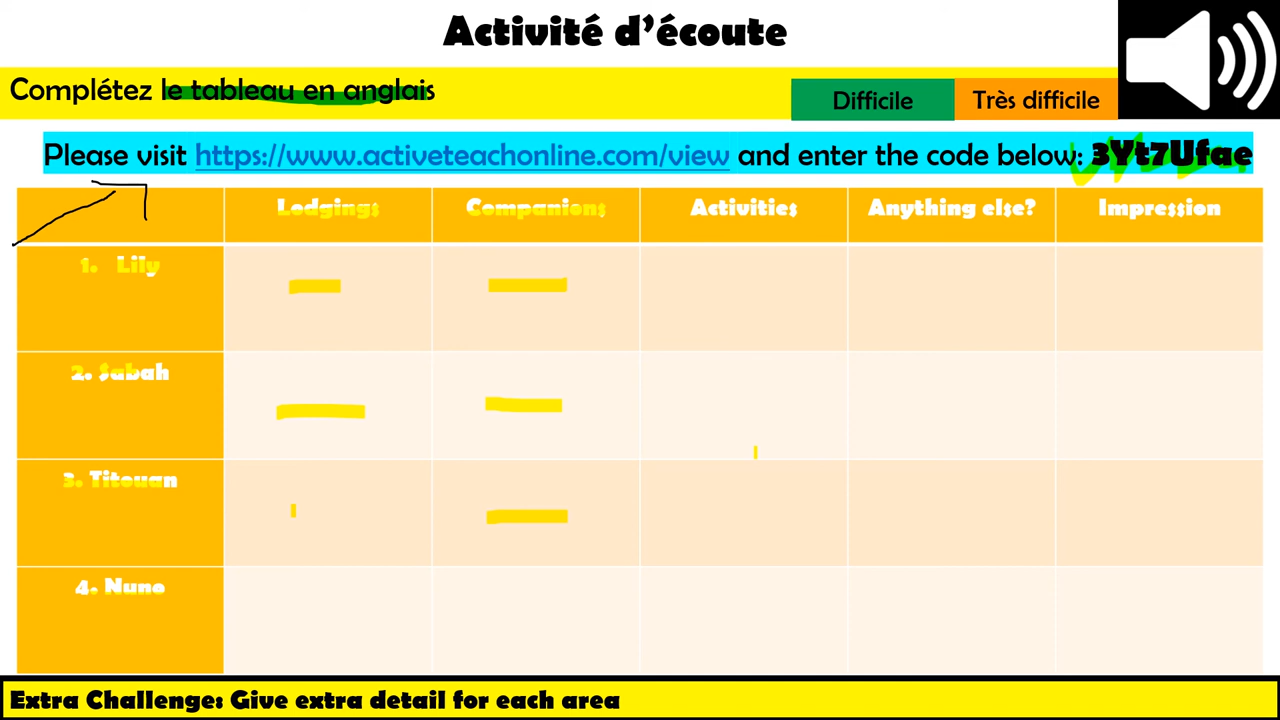 Activité d’écoute
Complétez le tableau en anglais
Difficile
Très difficile
Please visit https://www.activeteachonline.com/view and enter the code below: 3Yt7Ufae
Lodgings Companions Activities Anything else? Impression
1. Lily
2. Sabah
3. Titouan
4. Nuno
Extra Challenge: Give extra detail for each area